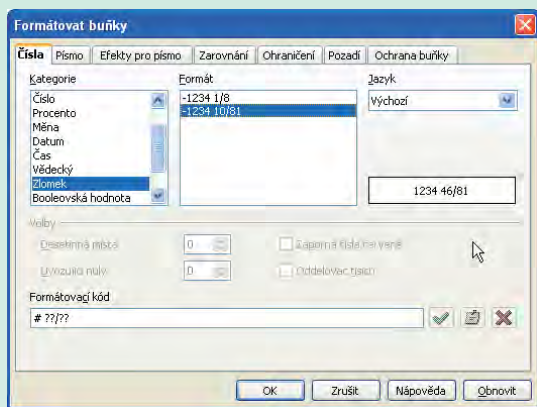 Formátovat buňky
Čísla Písmo Efekty pro písmo Zarovnání Ohraničení Pozadí Ochrana buňky
Kategorie Formát Jazyk
Číslo
Procento
Měna
Datum
Čas
Vědecký
Zlomek
Booleovská hodnota
-1234 1/8
-1234 10/81
Výchozí
1234 46/81
Volby
Desetinná místa 0 Záporná čísla červeně
Úvozující nuly 0 Oddělovač tisíců
Formátovací kód
# ??/??
OK Zrušit Nápověda Obnovit